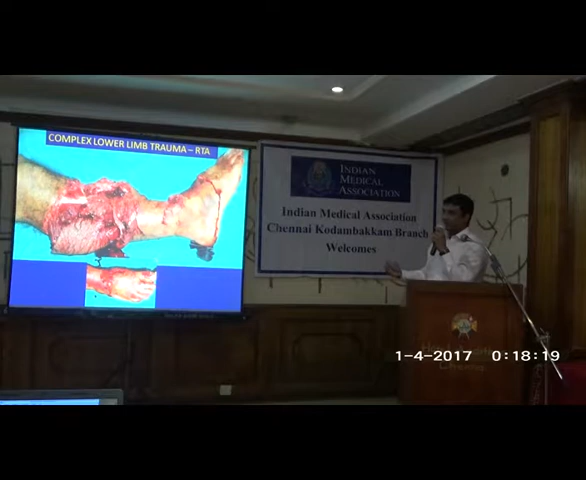 COMPLEX LOWER LIMB TRAUMA – RTA
INDIAN
MEDICAL
ASSOCIATION
Indian Medical Association
Chennai Kodambakkam Branch
Welcomes
1-4-2017 0:18:19